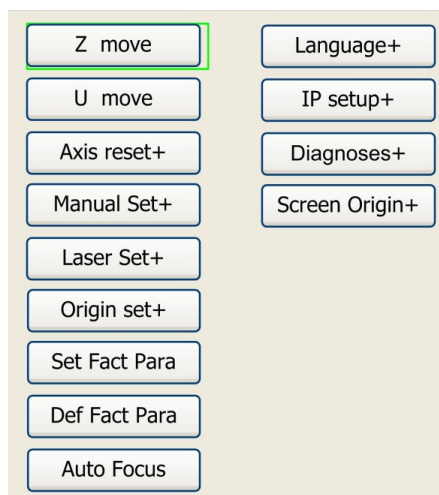 Z move
U move
Axis reset+
Manual Set+
Laser Set+
Origin set+
Set Fact Para
Def Fact Para
Auto Focus
Language+
IP setup+
Diagnoses+
Screen Origin+